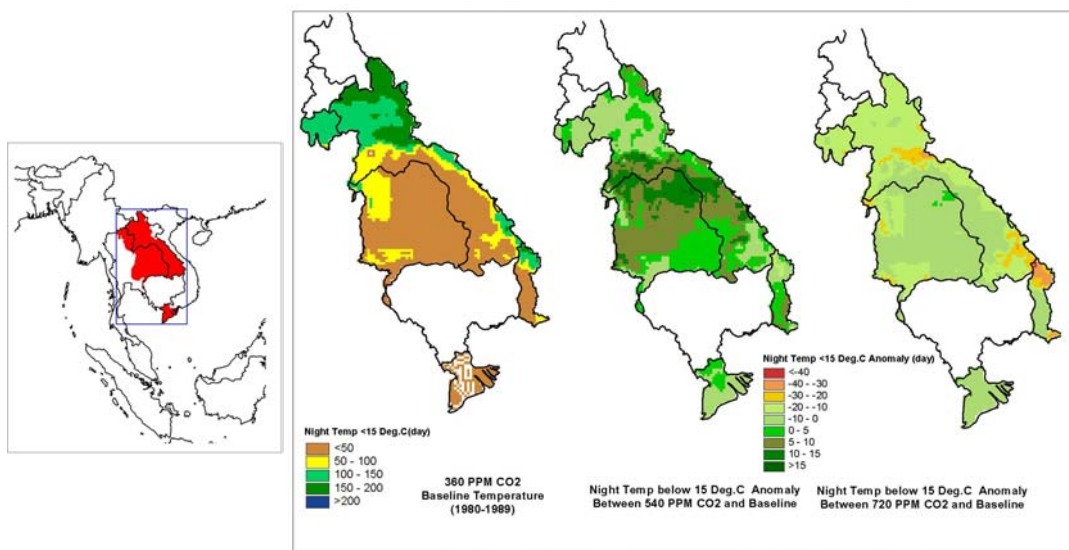 Night Temp <15 Deg.C(day)
<50
50 - 100
100 - 150
150 - 200
>200
360 PPM CO2
Baseline Temperature
(1980-1989)
Night Temp <15 Deg.C Anomaly (day)
<-40
-40 - -30
-30 - -20
-20 - -10
-10 - 0
0 - 5
5 - 10
10 - 15
>15
Night Temp below 15 Deg.C Anomaly
Between 540 PPM CO2 and Baseline
Night Temp below 15 Deg.C Anomaly
Between 720 PPM CO2 and Baseline